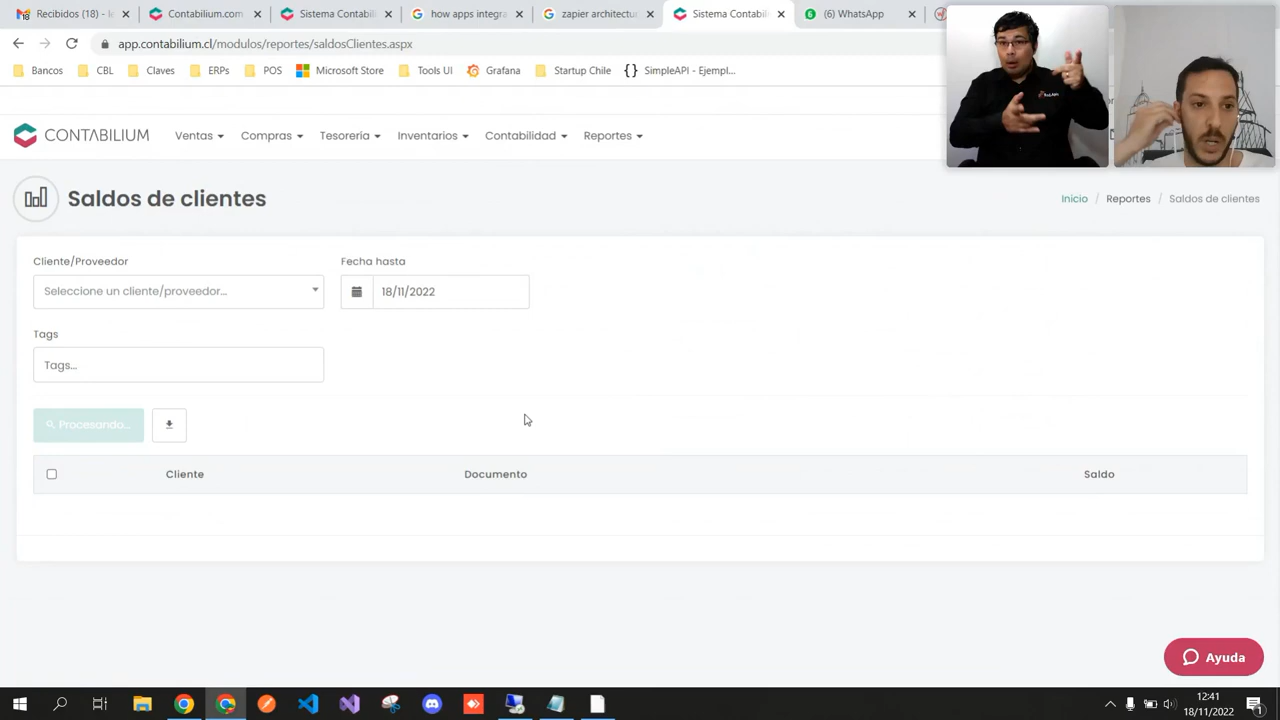 Recibidos (18) - l
Contabilium.com
Sistema Contabili
how apps integra
zapier architectur
Sistema Contabil
(6) WhatsApp
app.contabilium.cl/modulos/reportes/saldosClientes.aspx
Bancos
CBL
Claves
ERPs
POS
Microsoft Store
Tools UI
Grafana
Startup Chile
{} SimpleAPI - Ejempl...
CONTABILIUM
Ventas
Compras
Tesorería
Inventarios
Contabilidad
Reportes
Saldos de clientes
Inicio / Reportes / Saldos de clientes
Cliente/Proveedor
Fecha hasta
Seleccione un cliente/proveedor...
18/11/2022
Tags
Tags...
Procesando...
Cliente
Documento
Saldo
Ayuda
12:41
18/11/2022